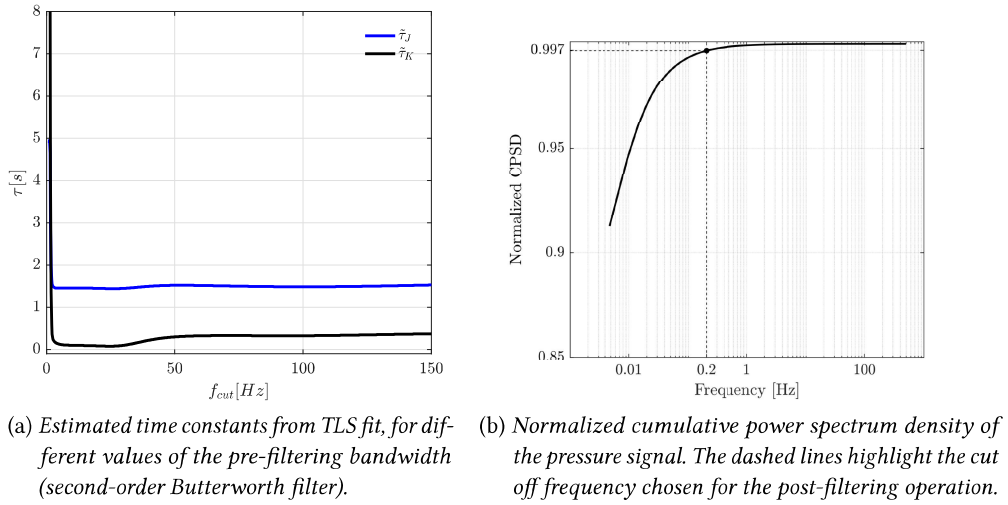 8
7
6
5
4
3
2
1
0
τ[s]
τ̃_J
τ̃_K
0 50 100 150
f_cut[Hz]
(a) Estimated time constants from TLS fit, for dif-
ferent values of the pre-filtering bandwidth
(second-order Butterworth filter).
0.997
0.95
0.9
0.85
Normalized CPSD
0.01 0.2 1 100
Frequency [Hz]
(b) Normalized cumulative power spectrum density of
the pressure signal. The dashed lines highlight the cut
off frequency chosen for the post-filtering operation.